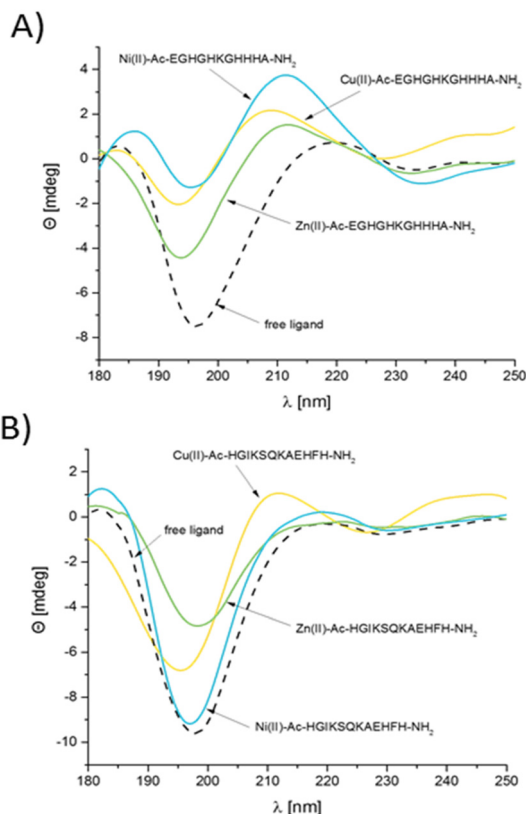 A)
Ni(II)-Ac-EGHGHKGHHHA-NH₂
Cu(II)-Ac-EGHGHKGHHHA-NH₂
Zn(II)-Ac-EGHGHKGHHHA-NH₂
free ligand
Θ [mdeg]
4
2
0
-2
-4
-6
-8
180 190 200 210 220 230 240 250
λ [nm]
B)
Cu(II)-Ac-HGIKSQKAEHFH-NH₂
free ligand
Zn(II)-Ac-HGIKSQKAEHFH-NH₂
Ni(II)-Ac-HGIKSQKAEHFH-NH₂
Θ [mdeg]
2
0
-2
-4
-6
-8
-10
180 190 200 210 220 230 240 250
λ [nm]